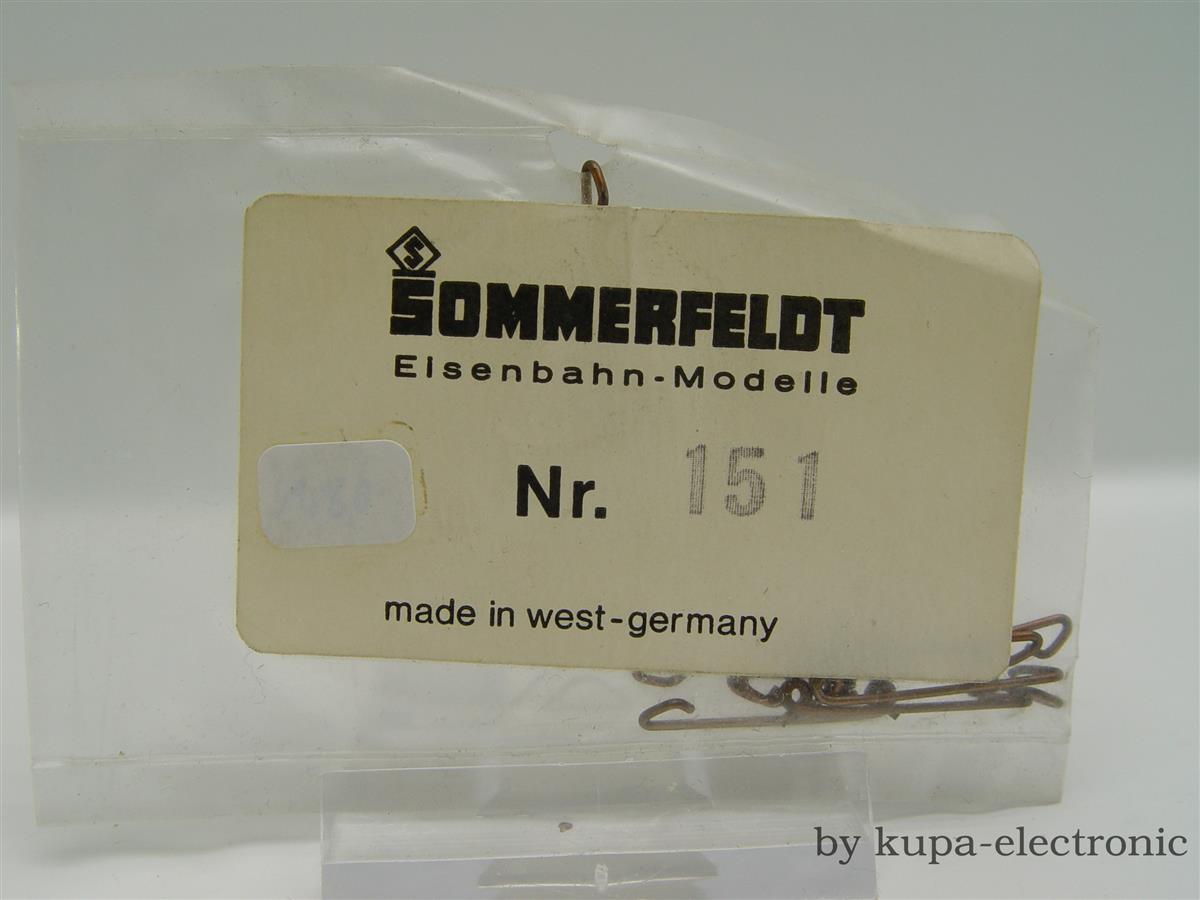 S
SOMMERFELDT
Eisenbahn-Modelle
Nr. 151
made in west-germany
by kupa-electronic